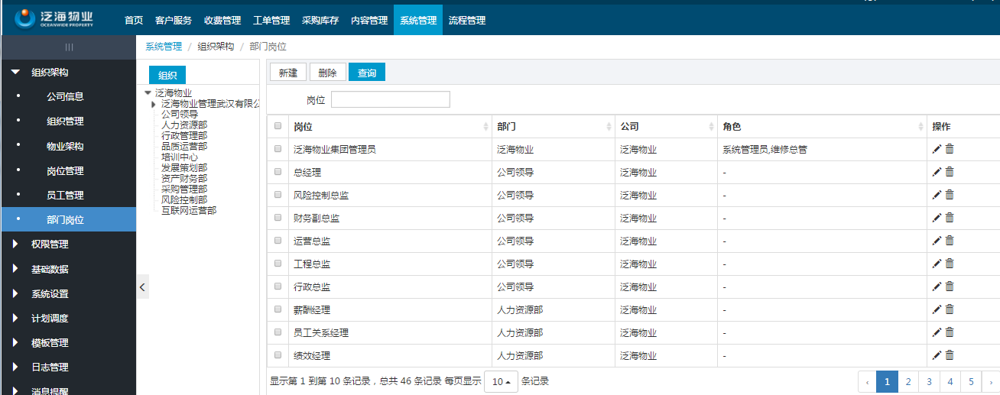 泛海物业
OCEANWIDE PROPERTY
首页 客户服务 收费管理 工单管理 采购库存 内容管理 系统管理 流程管理
系统管理 / 组织架构 / 部门岗位
组织架构
公司信息
组织管理
物业架构
岗位管理
员工管理
部门岗位
权限管理
基础数据
系统设置
计划调度
模板管理
日志管理
消息提醒
组织
泛海物业
泛海物业管理武汉有限公
公司领导
人力资源部
行政管理部
品质运营部
培训中心
发展策划部
资产财务部
采购管理部
风险控制部
互联网运营部
新建 删除 查询
岗位
岗位 部门 公司 角色 操作
泛海物业集团管理员 泛海物业 泛海物业 系统管理员,维修总管
总经理 公司领导 泛海物业 -
风险控制总监 公司领导 泛海物业 -
财务副总监 公司领导 泛海物业 -
运营总监 公司领导 泛海物业 -
工程总监 公司领导 泛海物业 -
行政总监 公司领导 泛海物业 -
薪酬经理 人力资源部 泛海物业 -
员工关系经理 人力资源部 泛海物业 -
绩效经理 人力资源部 泛海物业 -
显示第 1 到第 10 条记录，总共 46 条记录 每页显示 10 条记录
‹ 1 2 3 4 5 ›